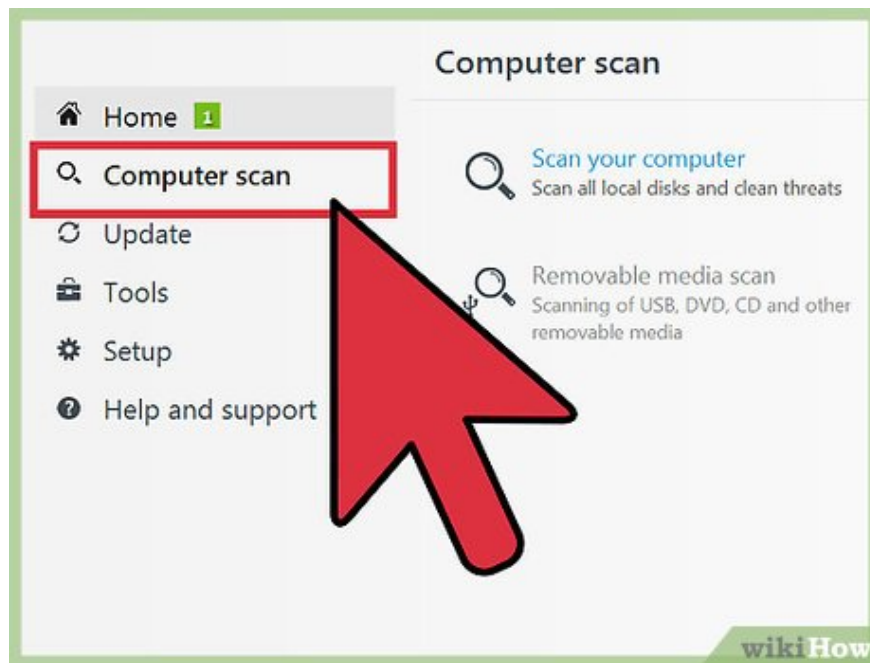 Computer scan
Home 1
Computer scan
Update
Tools
Setup
Help and support
Scan your computer
Scan all local disks and clean threats
Removable media scan
Scanning of USB, DVD, CD and other
removable media
wikiHow